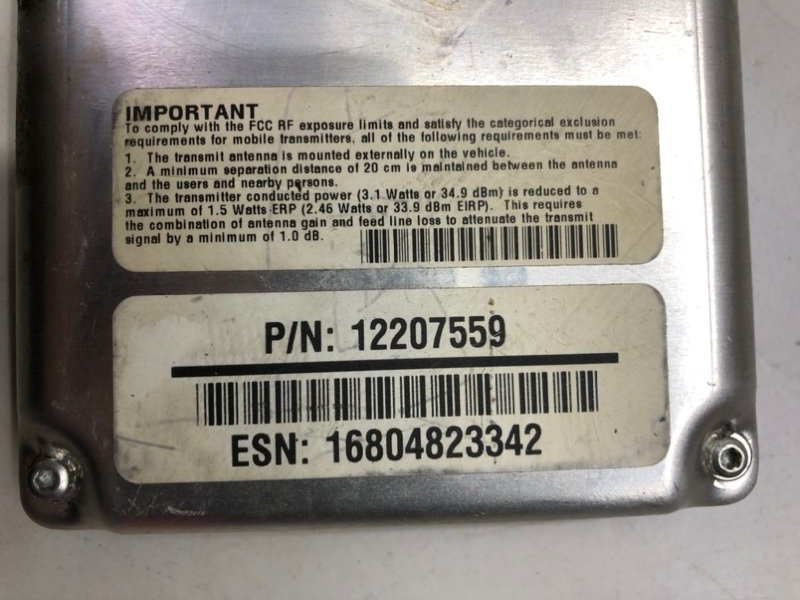 IMPORTANT
To comply with the FCC RF exposure limits and satisfy the categorical exclusion
requirements for mobile transmitters, all of the following requirements must be met:
1. The transmit antenna is mounted externally on the vehicle.
2. A minimum separation distance of 20 cm is maintained between the antenna
and the users and nearby persons.
3. The transmitter conducted power (3.1 Watts or 34.9 dBm) is reduced to a
maximum of 1.5 Watts ERP (2.46 Watts or 33.9 dBm EIRP). This requires
the combination of antenna gain and feed line loss to attenuate the transmit
signal by a minimum of 1.0 dB.
P/N: 12207559
ESN: 16804823342